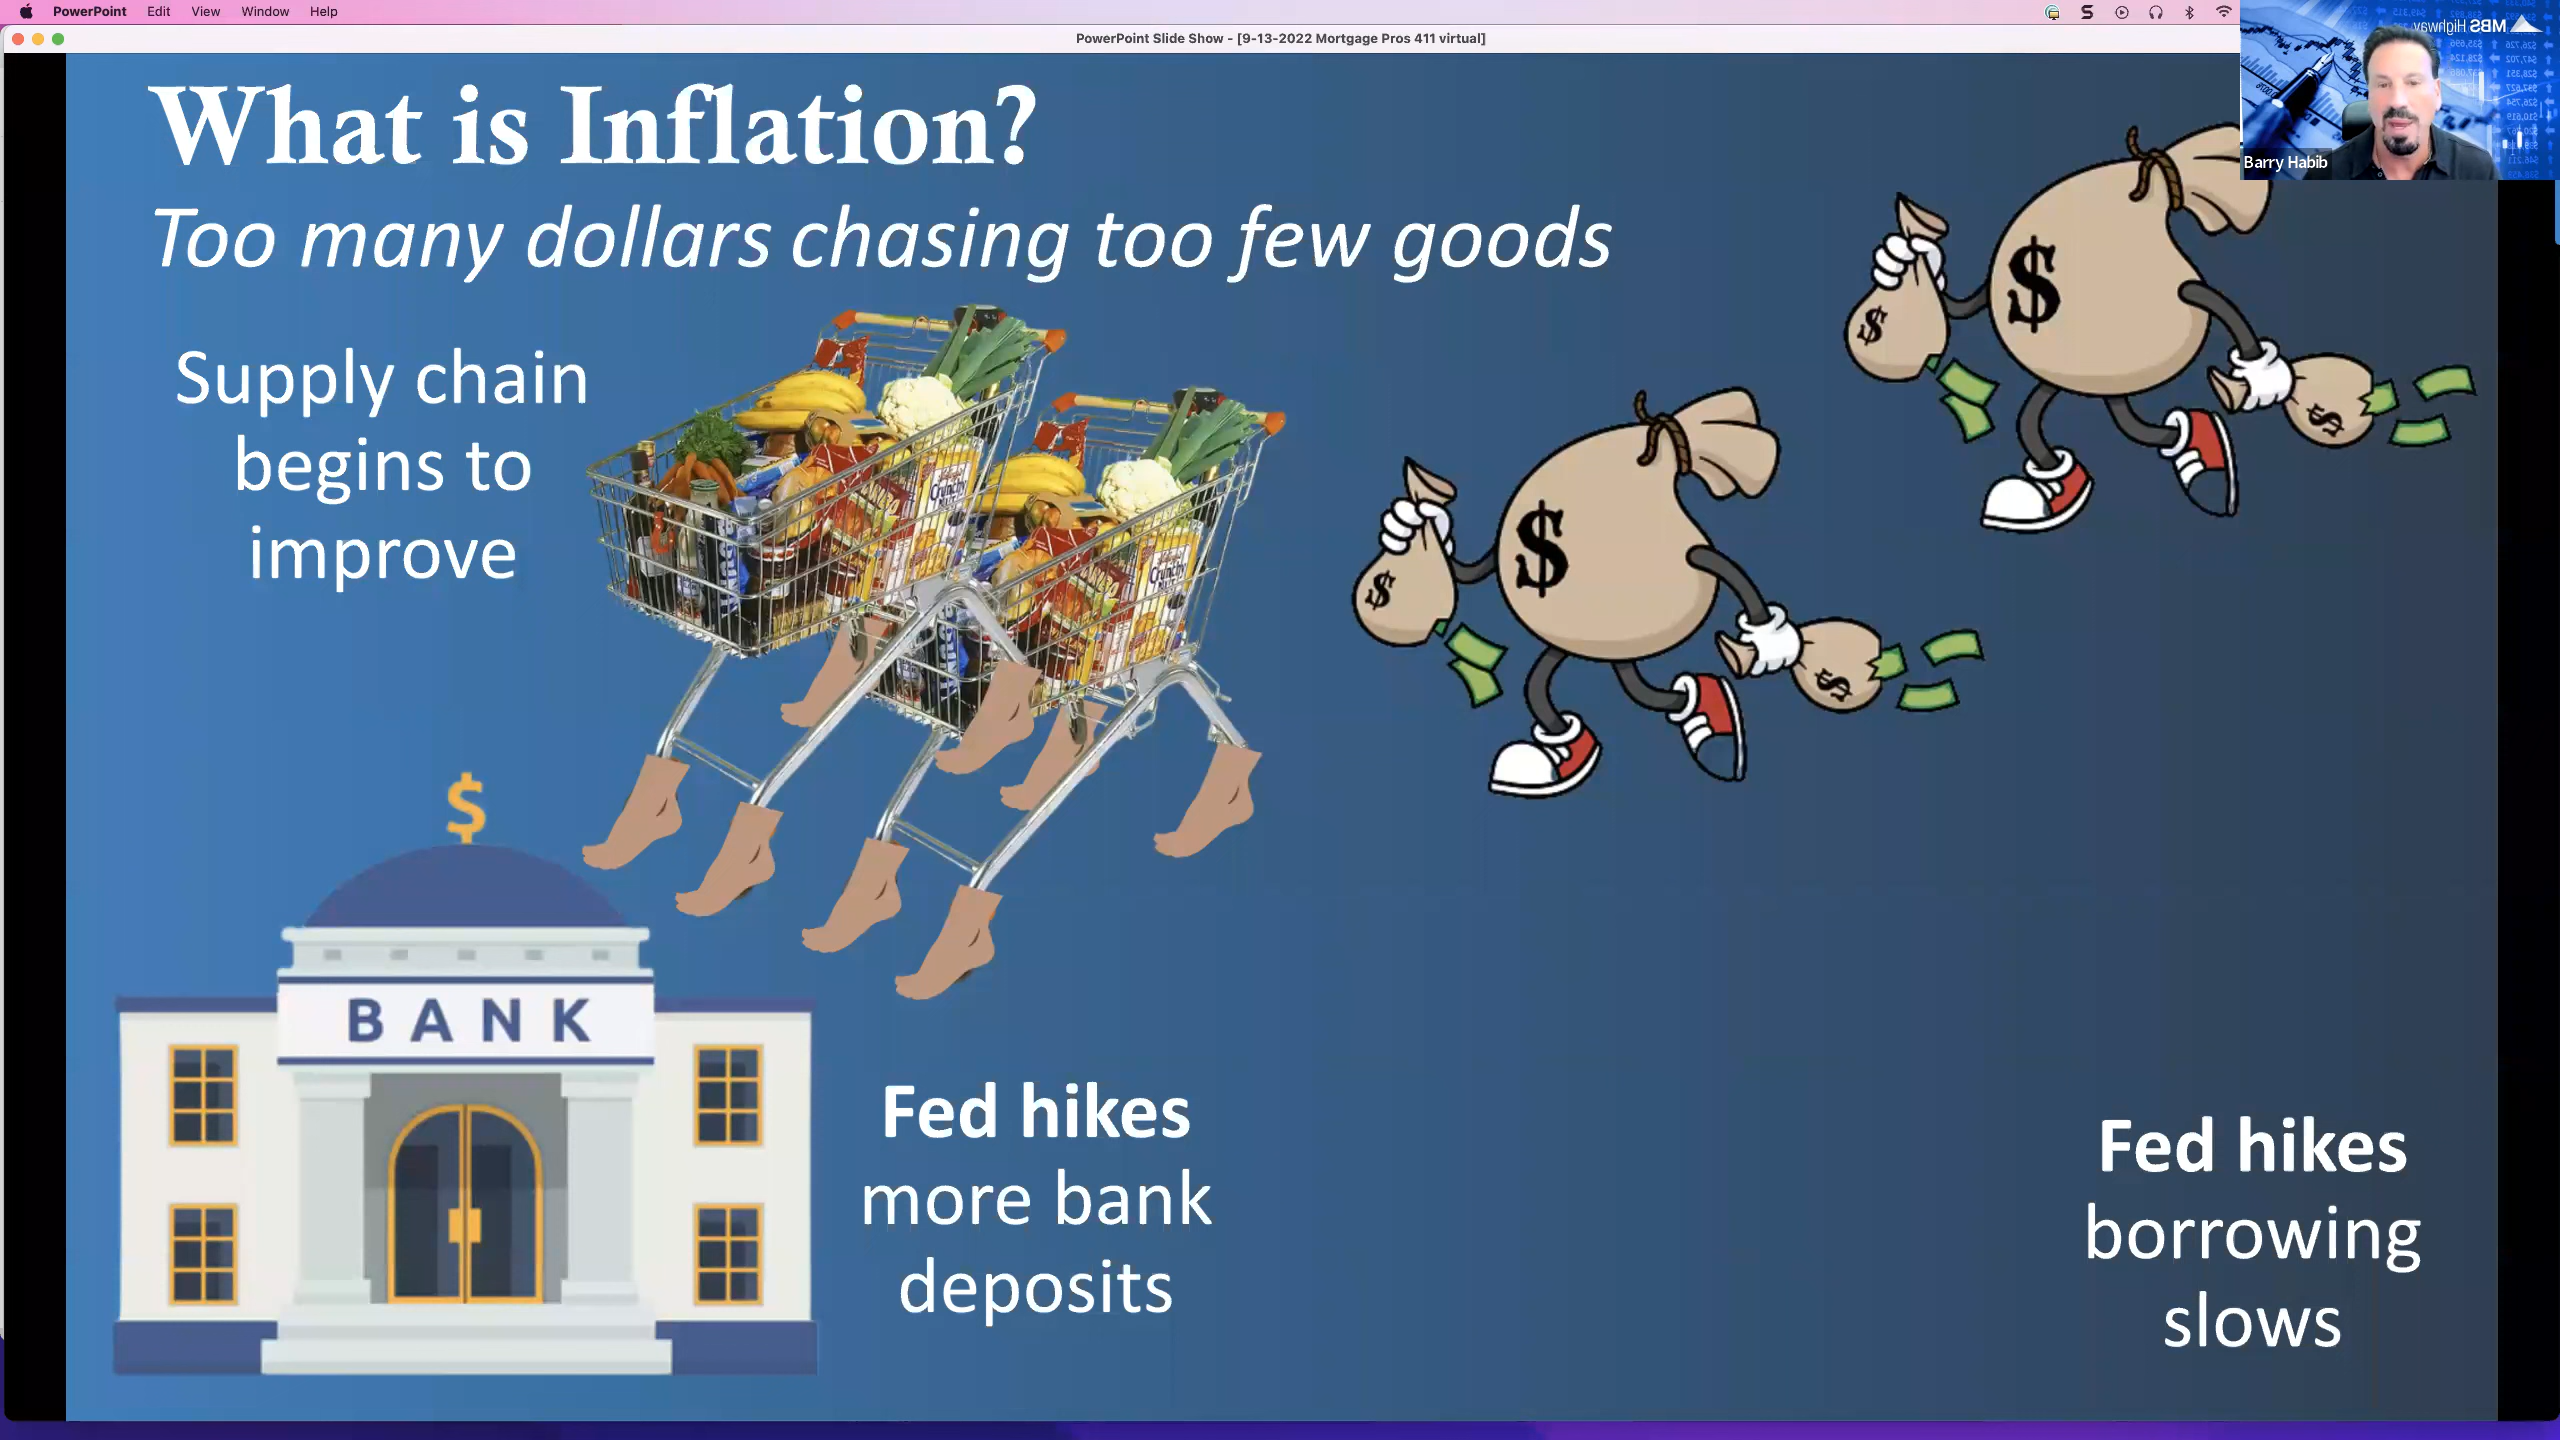 PowerPoint Edit View Window Help
PowerPoint Slide Show - [9-13-2022 Mortgage Pros 411 virtual]
MBS Highway
Barry Habib
What is Inflation?
Too many dollars chasing too few goods
Supply chain
begins to
improve
$
$
$
$
$
$
Crunchy
Crunchy
$
BANK
Fed hikes
more bank
deposits
Fed hikes
borrowing
slows